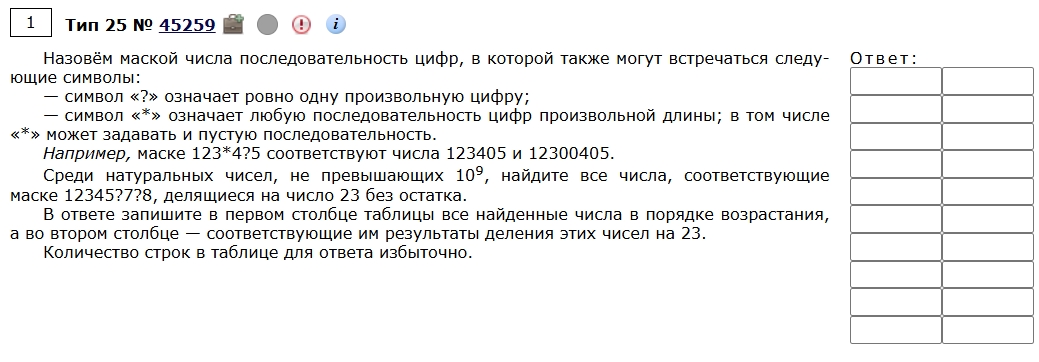 1 Тип 25 № 45259 i
Назовём маской числа последовательность цифр, в которой также могут встречаться следу-
ющие символы:
— символ «?» означает ровно одну произвольную цифру;
— символ «*» означает любую последовательность цифр произвольной длины; в том числе
«*» может задавать и пустую последовательность.
Например, маске 123*4?5 соответствуют числа 123405 и 12300405.
Среди натуральных чисел, не превышающих 10⁹, найдите все числа, соответствующие
маске 12345?7?8, делящиеся на число 23 без остатка.
В ответе запишите в первом столбце таблицы все найденные числа в порядке возрастания,
а во втором столбце — соответствующие им результаты деления этих чисел на 23.
Количество строк в таблице для ответа избыточно.
Ответ: